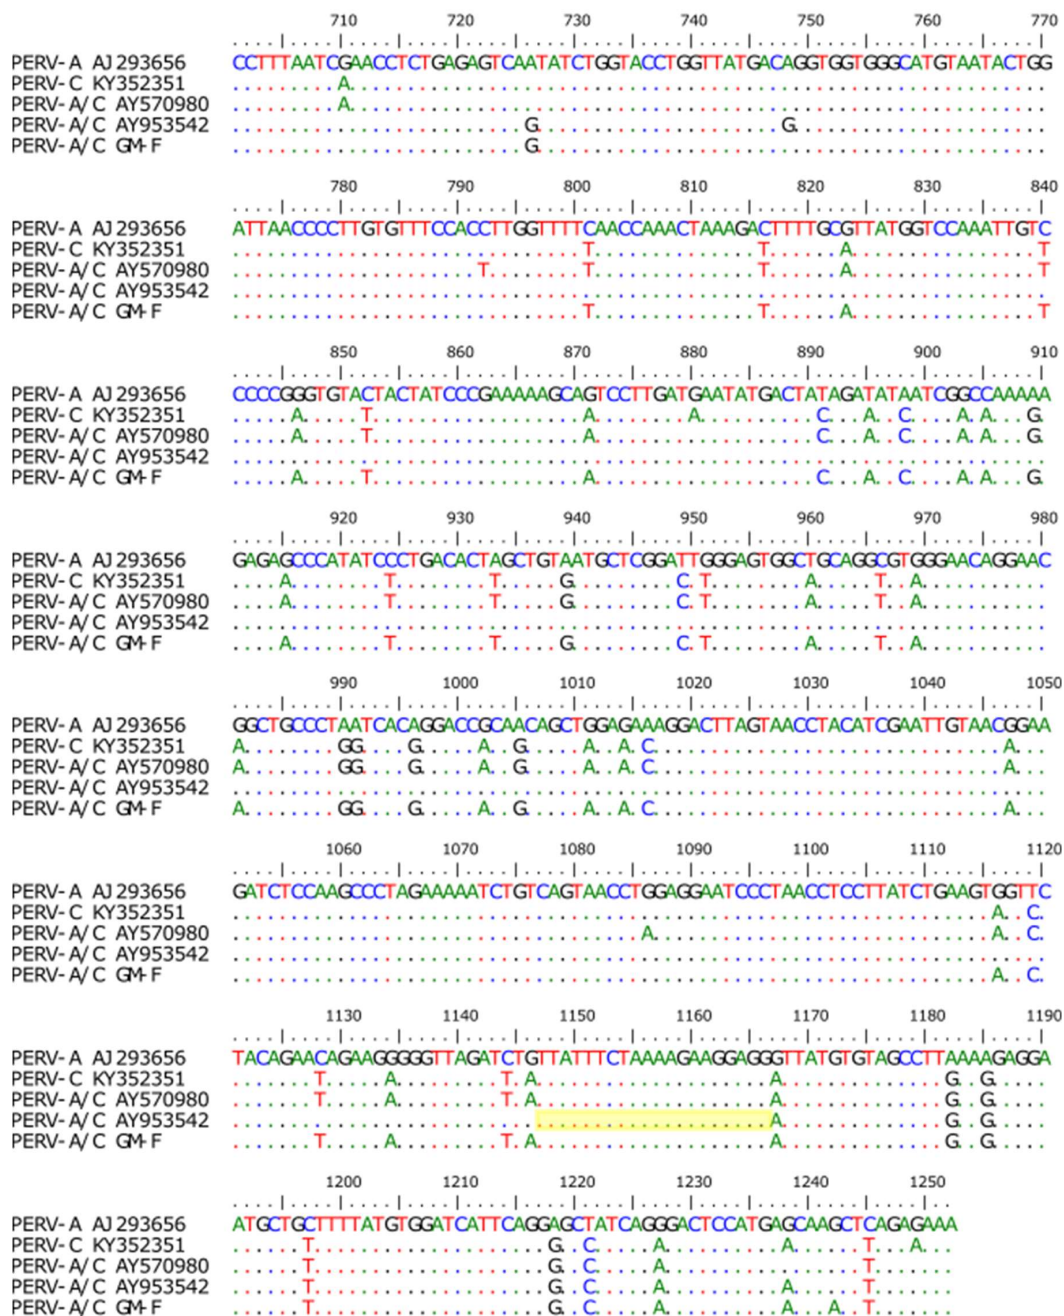 710 720 730 740 750 760 770
PERV-A AJ293656 CCTTTAATCGAACCTCTGAGAGTCAATATCTGGTACCTGGTTATGACAGGTGGTGGGCATGTAATACTGG
PERV-C KY352351 .........A............................................................
PERV-A/C AY570980 .........A............................................................
PERV-A/C AY953542 .........................G.....................G......................
PERV-A/C GM-F .........................G............................................
780 790 800 810 820 830 840
PERV-A AJ293656 ATTAACCCCTTGTGTTTCCACCTTGGTTTTCAACCAAACTAAAGACTTTTGCGTTATGGTCCAAATTGTC
PERV-C KY352351 ..............................T..............T......A................T
PERV-A/C AY570980 .....................T........T..............T......A................T
PERV-A/C AY953542 ......................................................................
PERV-A/C GM-F ..............................T..............T......A................T
850 860 870 880 890 900 910
PERV-A AJ293656 CCCCGGGTGTACTACTATCCCGAAAAAGCAGTCCTTGATGAATATGACTATAGATATAATCGGCCAAAAA
PERV-C KY352351 .....A.....T..................A........A..........C...A..C....A.A...G.
PERV-A/C AY570980 .....A.....T..................A...................C...A..C....A.A...G.
PERV-A/C AY953542 ......................................................................
PERV-A/C GM-F .....A.....T..................A...................C...A..C....A.A...G.
920 930 940 950 960 970 980
PERV-A AJ293656 GAGAGCCCATATCCCTGACACTAGCTGTAATGCTCGGATTGGGAGTGGCTGCAGGCGTGGGAACAGGAAC
PERV-C KY352351 ....A........T........T.....G.........C.T........A.....T..A...........
PERV-A/C AY570980 ....A........T........T.....G.........C.T........A.....T..A...........
PERV-A/C AY953542 ......................................................................
PERV-A/C GM-F ....A........T........T.....G.........C.T........A.....T..A...........
990 1000 1010 1020 1030 1040 1050
PERV-A AJ293656 GGCTGCCCTAATCACAGGACCGCAACAGCTGGAGAAAGGACTTAGTAACCTACATCGAATTGTAACGGAA
PERV-C KY352351 A........GG....G.....A..G.....A..A.C..............................A...
PERV-A/C AY570980 A........GG....G.....A..G.....A..A.C..............................A...
PERV-A/C AY953542 ......................................................................
PERV-A/C GM-F A........GG....G.....A..G.....A..A.C..............................A...
1060 1070 1080 1090 1100 1110 1120
PERV-A AJ293656 GATCTCCAAGCCCTAGAAAAATCTGTCAGTAACCTGGAGGAATCCCTAACCTCCTTATCTGAAGTGGTTC
PERV-C KY352351 .................................................................A..C.
PERV-A/C AY570980 ...................................A.............................A..C.
PERV-A/C AY953542 ......................................................................
PERV-A/C GM-F .................................................................A..C.
1130 1140 1150 1160 1170 1180 1190
PERV-A AJ293656 TACAGAACAGAAGGGGGTTAGATCTGTTATTTCTAAAAGAAGGAGGGTTATGTGTAGCCTTAAAAGAGGA
PERV-C KY352351 .......T.....A.........T.A....................A..............G..G.....
PERV-A/C AY570980 .......T.....A.........T.A....................A..............G..G.....
PERV-A/C AY953542 ..............................................A..............G..G.....
PERV-A/C GM-F .......T.....A.........T.A....................A..............G..G.....
1200 1210 1220 1230 1240 1250
PERV-A AJ293656 ATGCTGCTTTTATGTGGATCATTCAGGAGCTATCAGGGACTCCATGAGCAAGCTCAGAGAAA
PERV-C KY352351 ......T....................G..C.....A..........A......T...A...
PERV-A/C AY570980 ......T....................G..C.....A.................T.......
PERV-A/C AY953542 ......T....................G..C.....A..........A......T.......
PERV-A/C GM-F ......T....................G..C.....A..........A...A..T.......